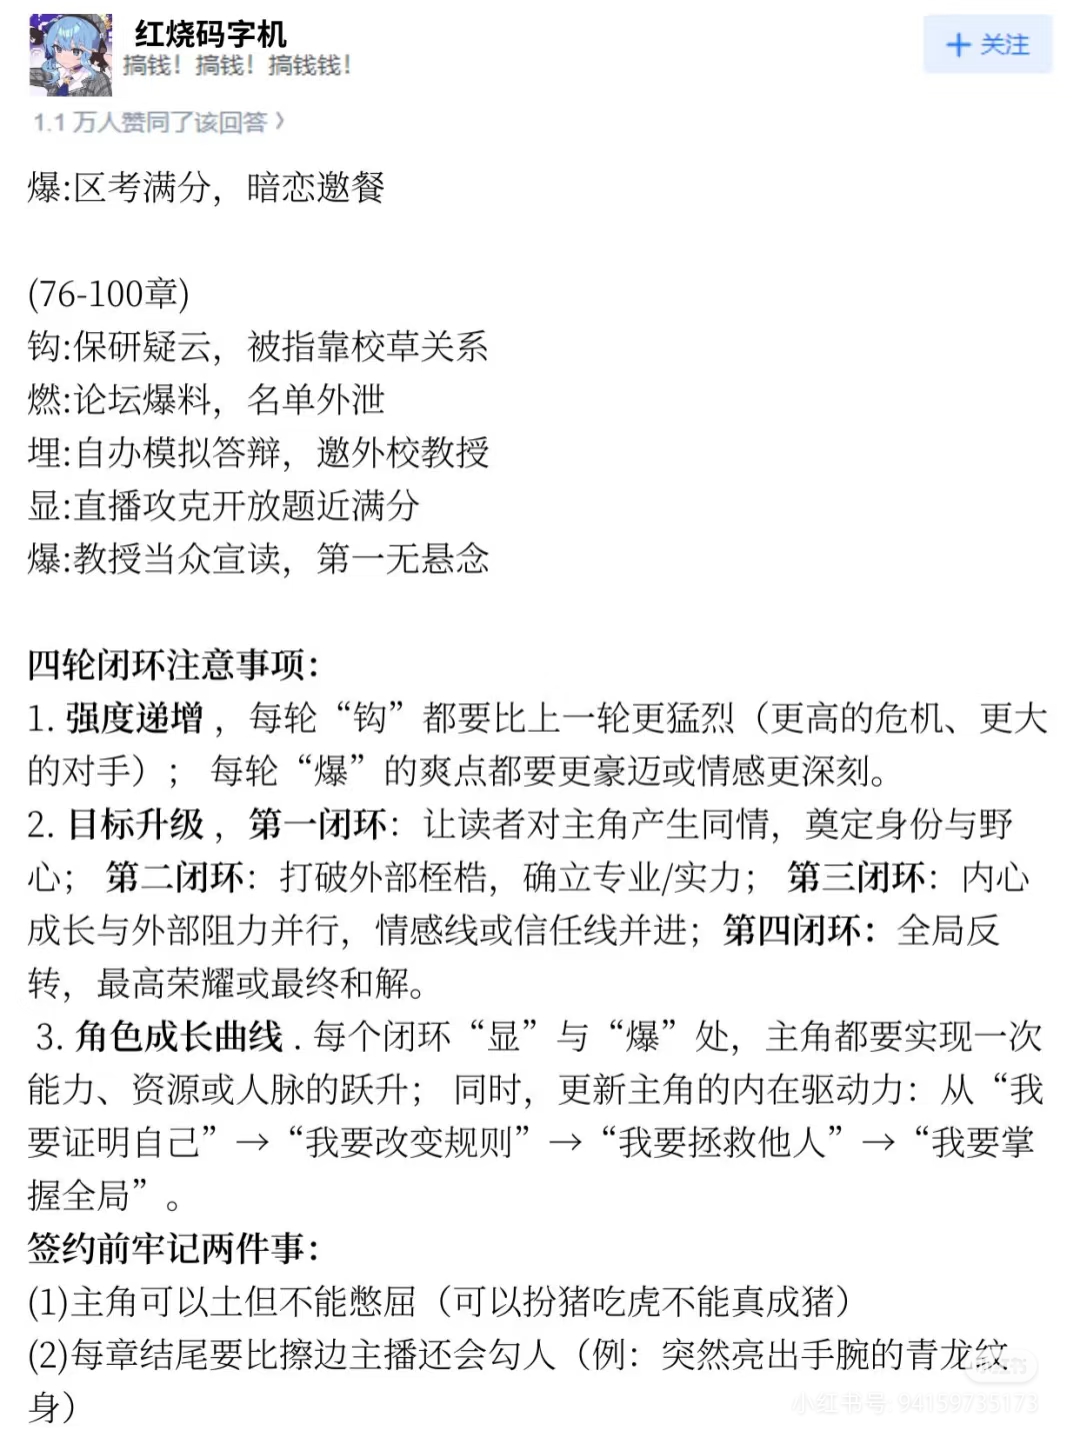 红烧码字机
搞钱！搞钱！搞钱钱！
+ 关注
1.1 万人赞同了该回答 >
爆:区考满分，暗恋邀餐
(76-100章)
钩:保研疑云，被指靠校草关系
燃:论坛爆料，名单外泄
埋:自办模拟答辩，邀外校教授
显:直播攻克开放题近满分
爆:教授当众宣读，第一无悬念
四轮闭环注意事项：
1. 强度递增 ，每轮“钩”都要比上一轮更猛烈（更高的危机、更大
的对手）； 每轮“爆”的爽点都要更豪迈或情感更深刻。
2. 目标升级 ，第一闭环：让读者对主角产生同情，奠定身份与野
心； 第二闭环：打破外部桎梏，确立专业/实力； 第三闭环：内心
成长与外部阻力并行，情感线或信任线并进；第四闭环：全局反
转，最高荣耀或最终和解。
3. 角色成长曲线 . 每个闭环“显”与“爆”处，主角都要实现一次
能力、资源或人脉的跃升； 同时，更新主角的内在驱动力：从“我
要证明自己”→“我要改变规则”→“我要拯救他人”→“我要掌
握全局”。
签约前牢记两件事：
(1)主角可以土但不能憋屈（可以扮猪吃虎不能真成猪）
(2)每章结尾要比擦边主播还会勾人（例：突然亮出手腕的青龙纹
身）
小红书号: 94159735173